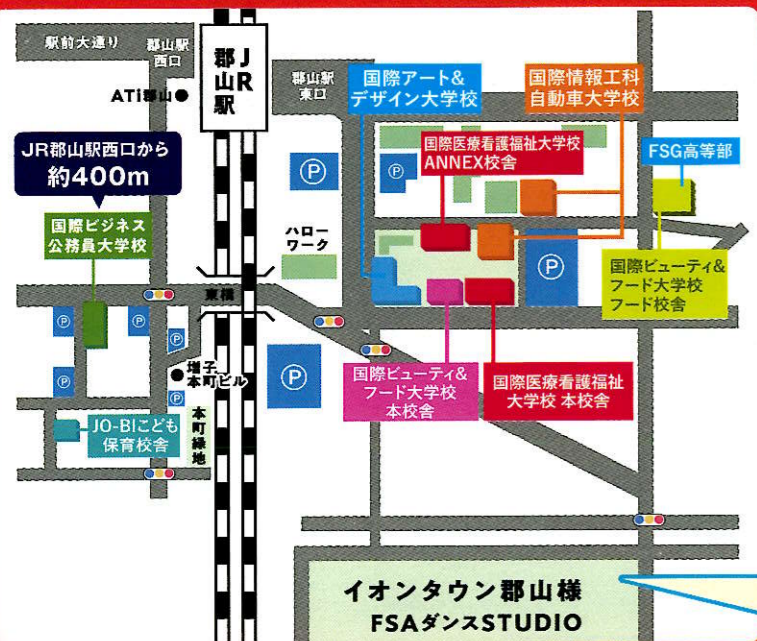 駅前大通り
郡山駅
西口
ATi郡山
JR
郡山駅
郡山駅
東口
国際アート&
デザイン大学校
国際情報工科
自動車大学校
JR郡山駅西口から
約400m
国際医療看護福祉大学校
ANNEX校舎
FSG高等部
国際ビジネス
公務員大学校
ハロー
ワーク
P
P
P
国際ビューティ&
フード大学校
フード校舎
東橋
P
P
P
P
P
P
増子
本町ビル
国際ビューティ&
フード大学校
本校舎
国際医療看護福祉
大学校 本校舎
JO-BIこども
保育校舎
本町緑地
イオンタウン郡山様
FSAダンスSTUDIO